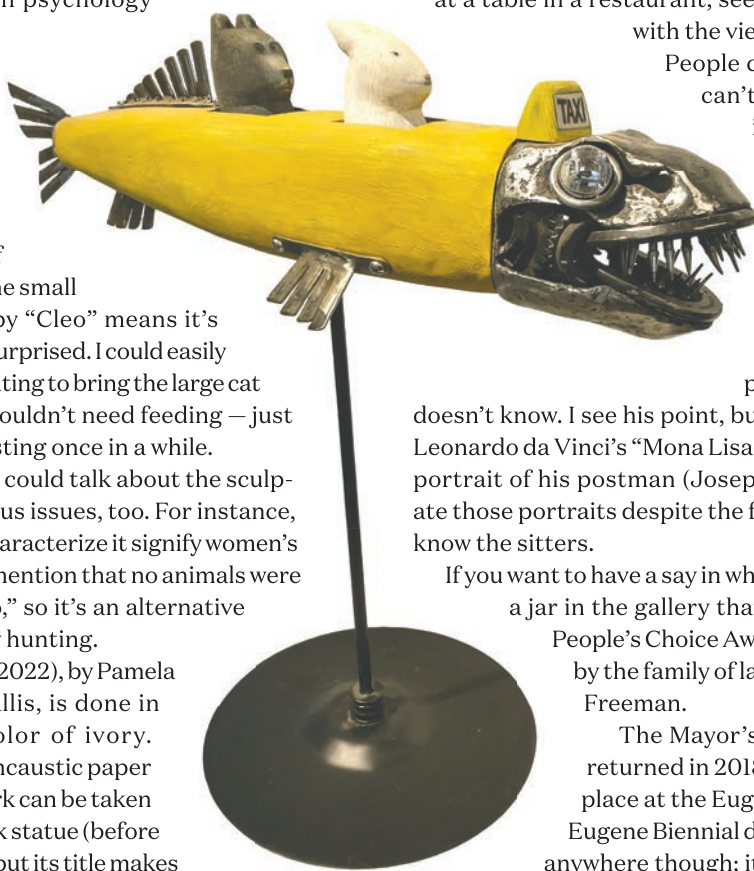 n psychology
f
ne small
by “Cleo” means it’s
urprised. I could easily
ting to bring the large cat
ouldn’t need feeding — just
sting once in a while.
could talk about the sculp-
us issues, too. For instance,
aracterize it signify women’s
mention that no animals were
,” so it’s an alternative
hunting.
2022), by Pamela
llis, is done in
olor of ivory.
ncaustic paper
rk can be taken
k statue (before
but its title makes
TAXI
at a table in a restaurant, see
with the vie
People c
can’t
p
doesn’t know. I see his point, bu
Leonardo da Vinci’s “Mona Lisa
portrait of his postman (Josep
ate those portraits despite the f
know the sitters.
If you want to have a say in wh
a jar in the gallery tha
People’s Choice Aw
by the family of la
Freeman.
The Mayor’s
returned in 2018
place at the Eug
Eugene Biennial d
anywhere though; it